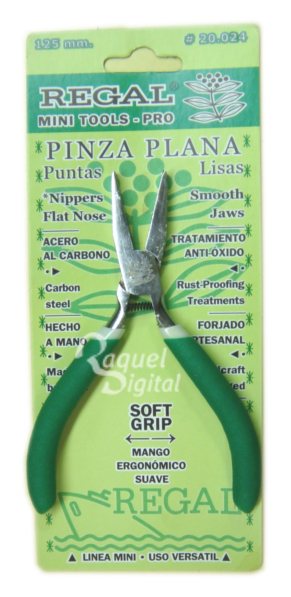 125 mm.
# 20.024
REGAL®
MINI TOOLS - PRO
PINZA PLANA
Puntas Lisas
"Nippers Smooth
Flat Nose Jaws
ACERO TRATAMIENTO
AL CARBONO ANTI-ÓXIDO
Carbon Rust-Proofing
steel Treatments
HECHO FORJADO
A MANO
Raquel
Digital
SOFT
GRIP
MANGO
ERGONÓMICO
SUAVE
REGAL
▲ LINEA MINI · USO VERSATIL ▲